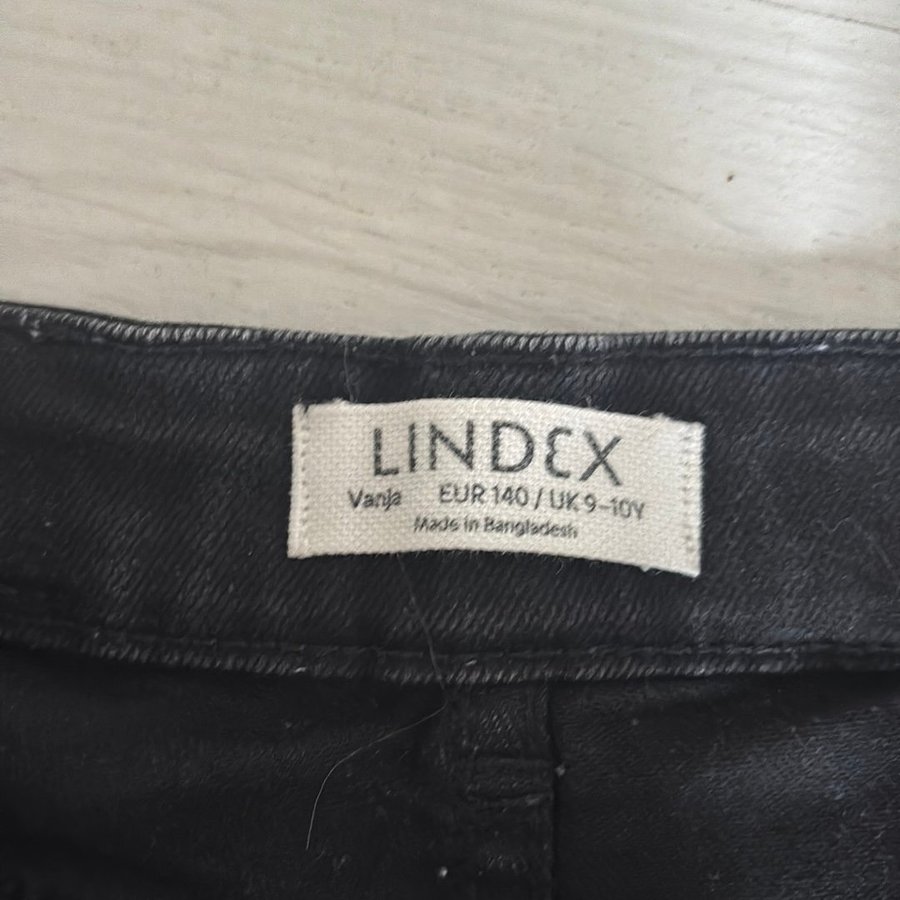 LINDEX
Vanja EUR 140 / UK 9-10Y
Made in Bangladesh